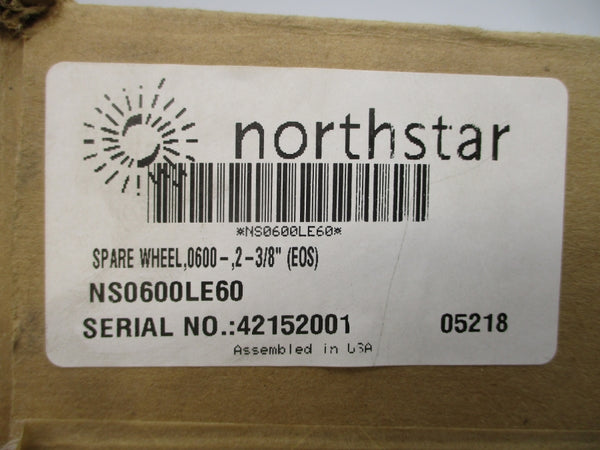 northstar
*NS0600LE60*
SPARE WHEEL,0600-,2-3/8" (EOS)
NS0600LE60
SERIAL NO.:42152001 05218
Assembled in USA